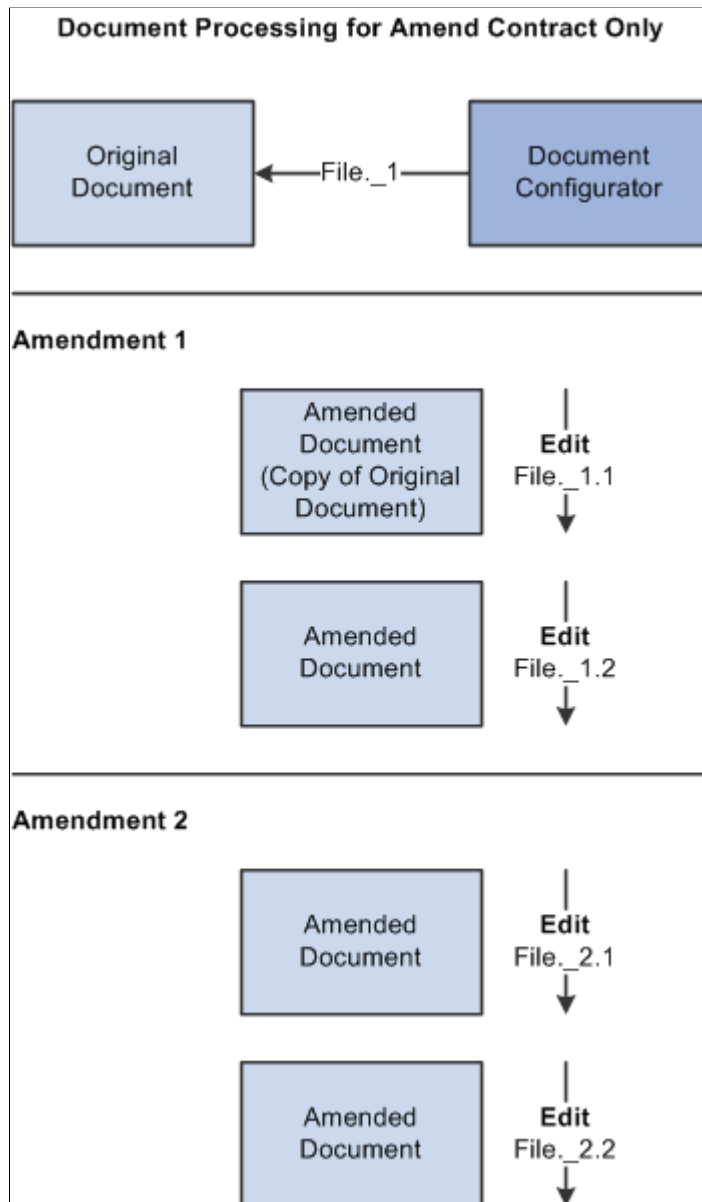 Document Processing for Amend Contract Only
Original
Document
File._1
Document
Configurator
Amendment 1
Amended
Document
(Copy of Original
Document)
Edit
File._1.1
Amended
Document
Edit
File._1.2
Amendment 2
Amended
Document
Edit
File._2.1
Amended
Document
Edit
File._2.2